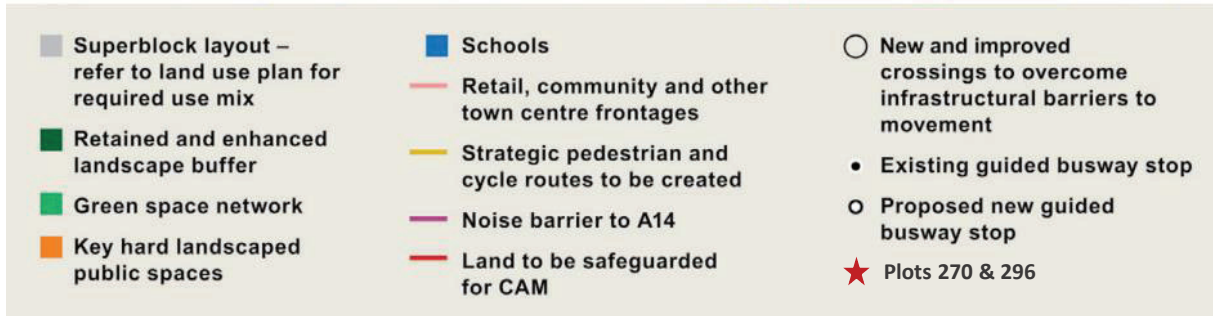 Superblock layout –
refer to land use plan for
required use mix
Retained and enhanced
landscape buffer
Green space network
Key hard landscaped
public spaces
Schools
Retail, community and other
town centre frontages
Strategic pedestrian and
cycle routes to be created
Noise barrier to A14
Land to be safeguarded
for CAM
New and improved
crossings to overcome
infrastructural barriers to
movement
Existing guided busway stop
Proposed new guided
busway stop
Plots 270 & 296